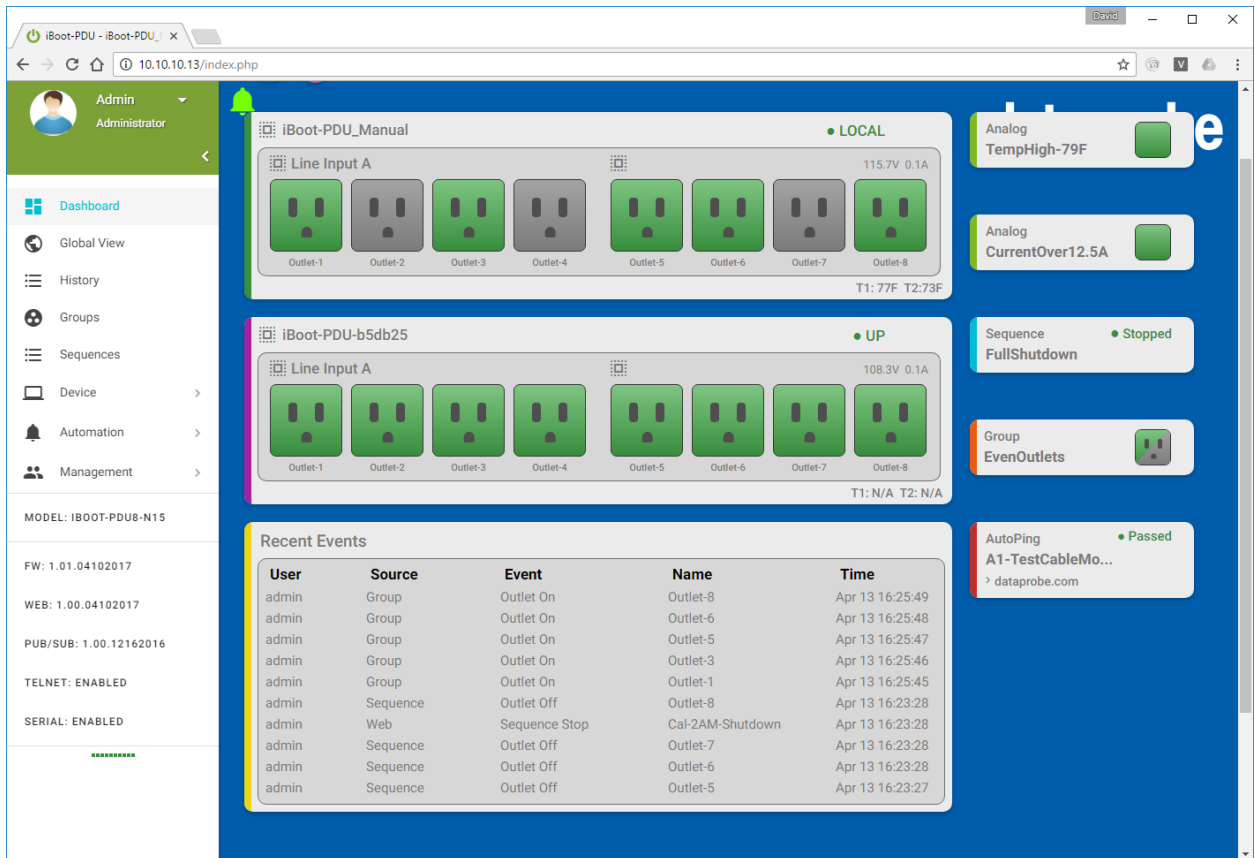 David
iBoot-PDU - iBoot-PDU_
10.10.10.13/index.php
Admin
Administrator
Dashboard
Global View
History
Groups
Sequences
Device
Automation
Management
MODEL: IBOOT-PDU8-N15
FW: 1.01.04102017
WEB: 1.00.04102017
PUB/SUB: 1.00.12162016
TELNET: ENABLED
SERIAL: ENABLED
iBoot-PDU_Manual LOCAL
Line Input A 115.7V 0.1A
Outlet-1 Outlet-2 Outlet-3 Outlet-4 Outlet-5 Outlet-6 Outlet-7 Outlet-8
T1: 77F T2:73F
iBoot-PDU-b5db25 UP
Line Input A 108.3V 0.1A
Outlet-1 Outlet-2 Outlet-3 Outlet-4 Outlet-5 Outlet-6 Outlet-7 Outlet-8
T1: N/A T2: N/A
Recent Events
User Source Event Name Time
admin Group Outlet On Outlet-8 Apr 13 16:25:49
admin Group Outlet On Outlet-6 Apr 13 16:25:48
admin Group Outlet On Outlet-5 Apr 13 16:25:47
admin Group Outlet On Outlet-3 Apr 13 16:25:46
admin Group Outlet On Outlet-1 Apr 13 16:25:45
admin Sequence Outlet Off Outlet-8 Apr 13 16:23:28
admin Web Sequence Stop Cal-2AM-Shutdown Apr 13 16:23:28
admin Sequence Outlet Off Outlet-7 Apr 13 16:23:28
admin Sequence Outlet Off Outlet-6 Apr 13 16:23:28
admin Sequence Outlet Off Outlet-5 Apr 13 16:23:27
Analog
TempHigh-79F
Analog
CurrentOver12.5A
Sequence Stopped
FullShutdown
Group
EvenOutlets
AutoPing Passed
A1-TestCableMo...
> dataprobe.com